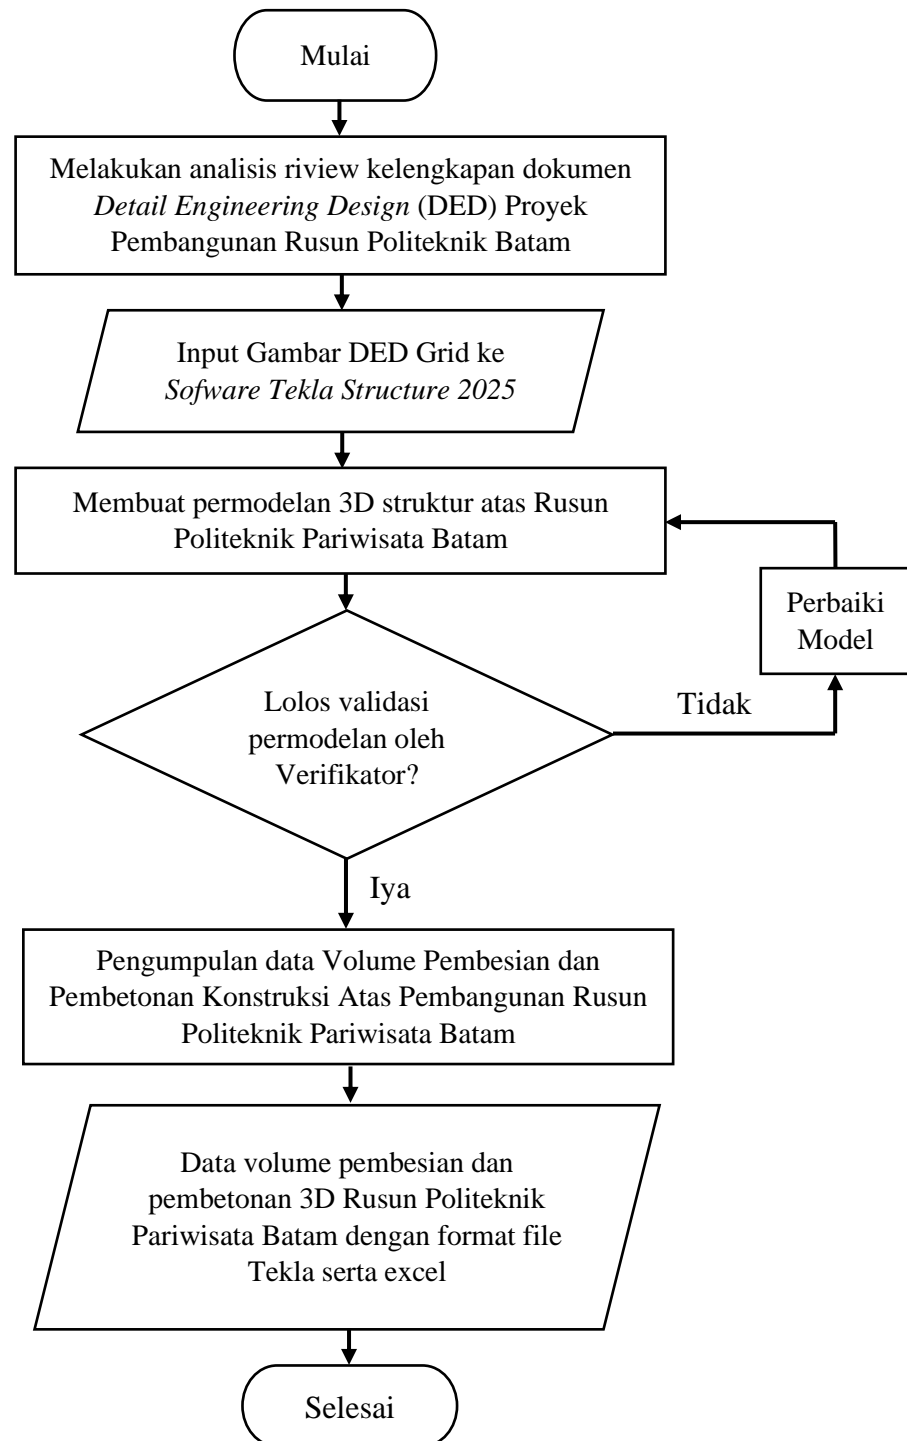 Mulai
Melakukan analisis riview kelengkapan dokumen
Detail Engineering Design (DED) Proyek
Pembangunan Rusun Politeknik Batam
Input Gambar DED Grid ke
Sofware Tekla Structure 2025
Membuat permodelan 3D struktur atas Rusun
Politeknik Pariwisata Batam
Perbaiki
Model
Lolos validasi
permodelan oleh
Verifikator?
Tidak
Iya
Pengumpulan data Volume Pembesian dan
Pembetonan Konstruksi Atas Pembangunan Rusun
Politeknik Pariwisata Batam
Data volume pembesian dan
pembetonan 3D Rusun Politeknik
Pariwisata Batam dengan format file
Tekla serta excel
Selesai